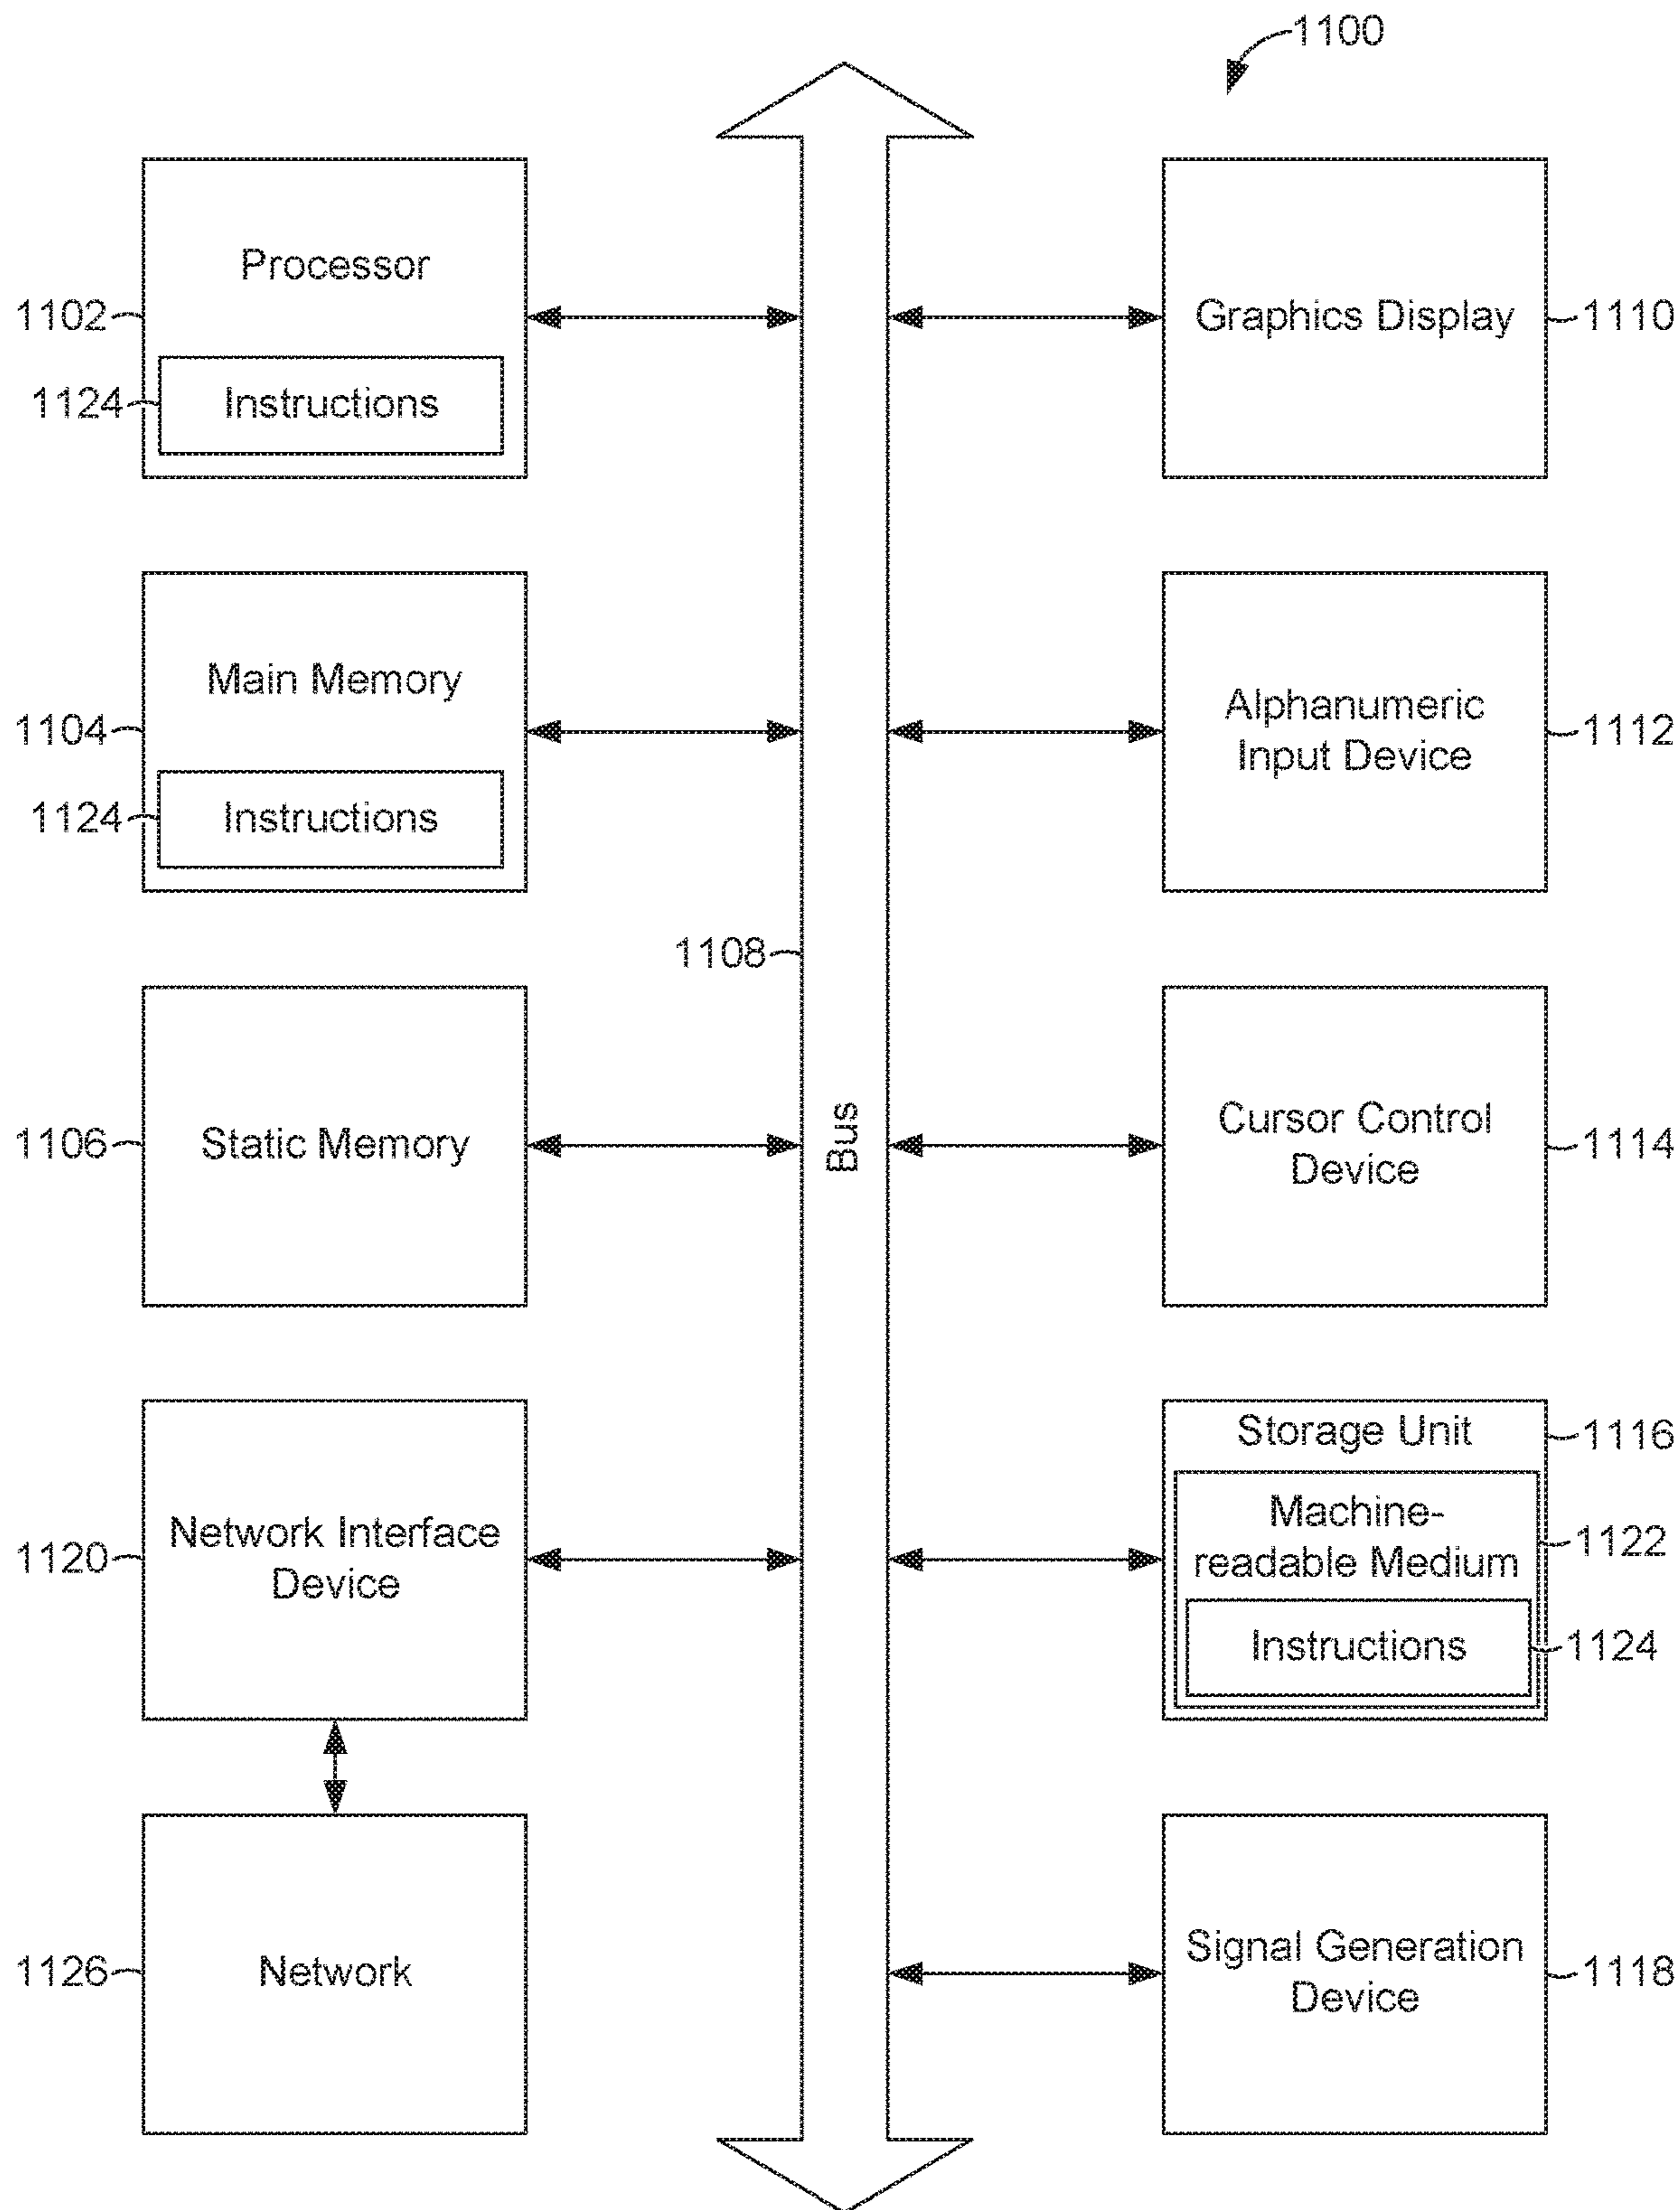 1100
Processor
1102
1124
Instructions
Graphics Display
1110
Main Memory
1104
1124
Instructions
Alphanumeric
Input Device
1112
1108
Bus
Static Memory
1106
Cursor Control
Device
1114
Network Interface
Device
1120
Storage Unit
1116
Machine-
readable Medium
1122
Instructions
1124
Network
1126
Signal Generation
Device
1118